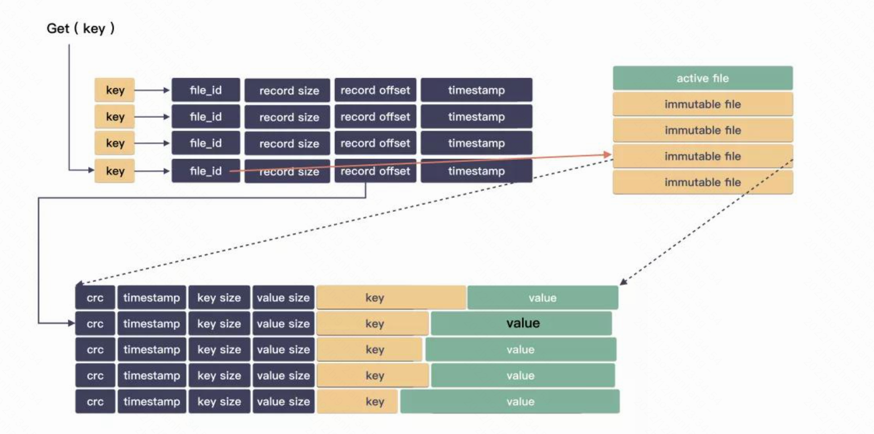 Get ( key )
key file_id record size record offset timestamp
key file_id record size record offset timestamp
key file_id record size record offset timestamp
key file_id record size record offset timestamp
active file
immutable file
immutable file
immutable file
immutable file
crc timestamp key size value size key value
crc timestamp key size value size key value
crc timestamp key size value size key value
crc timestamp key size value size key value
crc timestamp key size value size key value